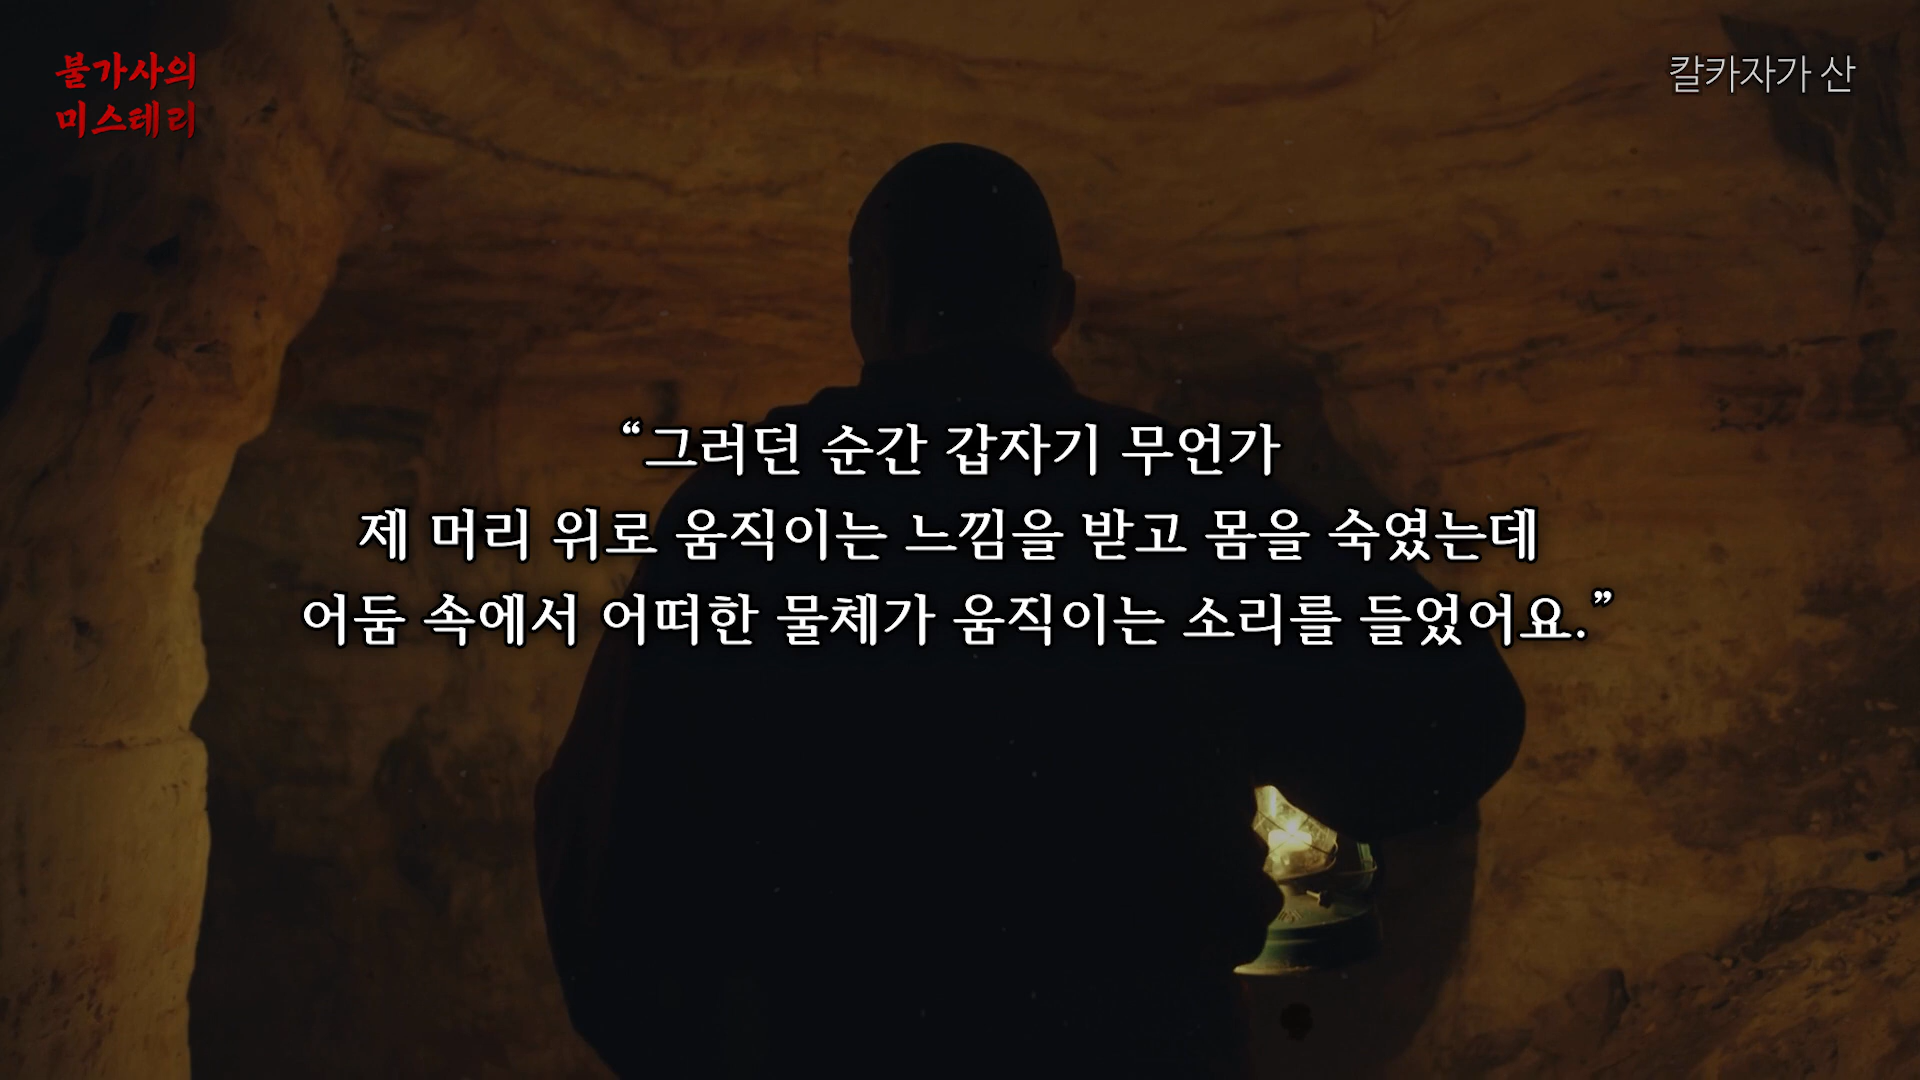 불가사의
미스테리
칼카자가 산
“그러던 순간 갑자기 무언가
제 머리 위로 움직이는 느낌을 받고 몸을 숙였는데
어둠 속에서 어떠한 물체가 움직이는 소리를 들었어요.”